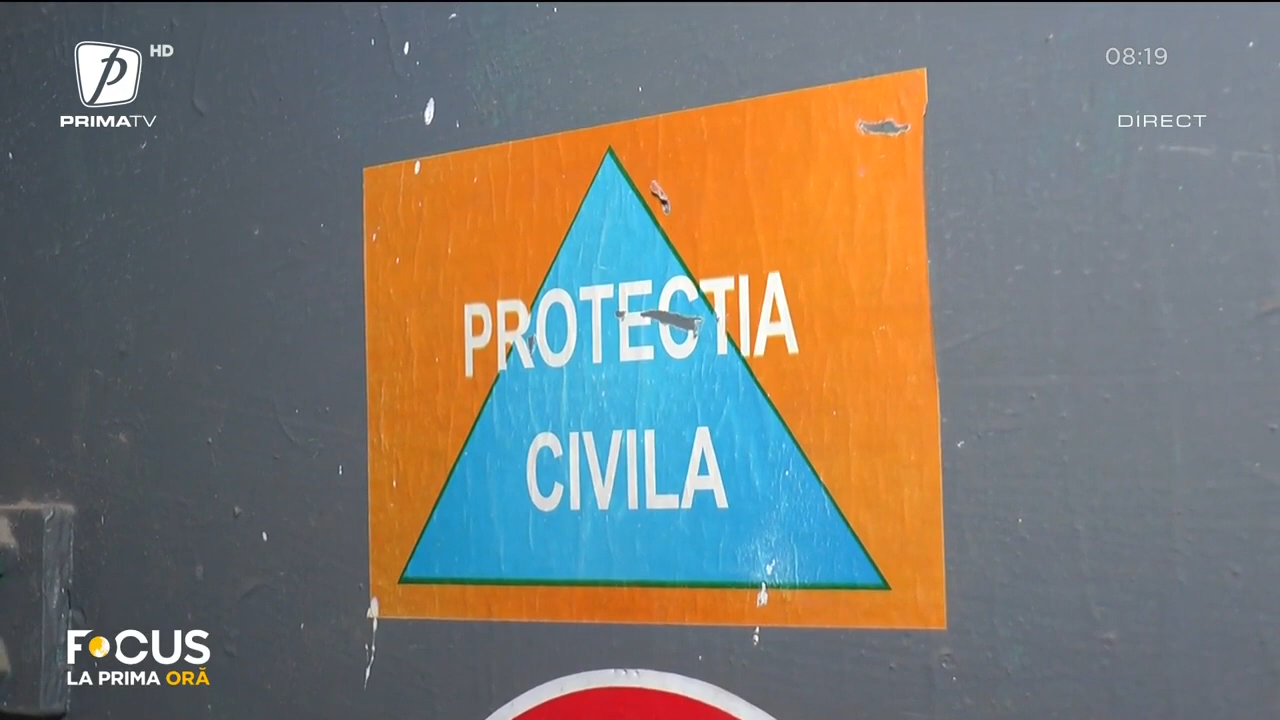 HD
08:19
PRIMATV
DIRECT
PROTECTIA
CIVILA
FOCUS
LA PRIMA ORĂ